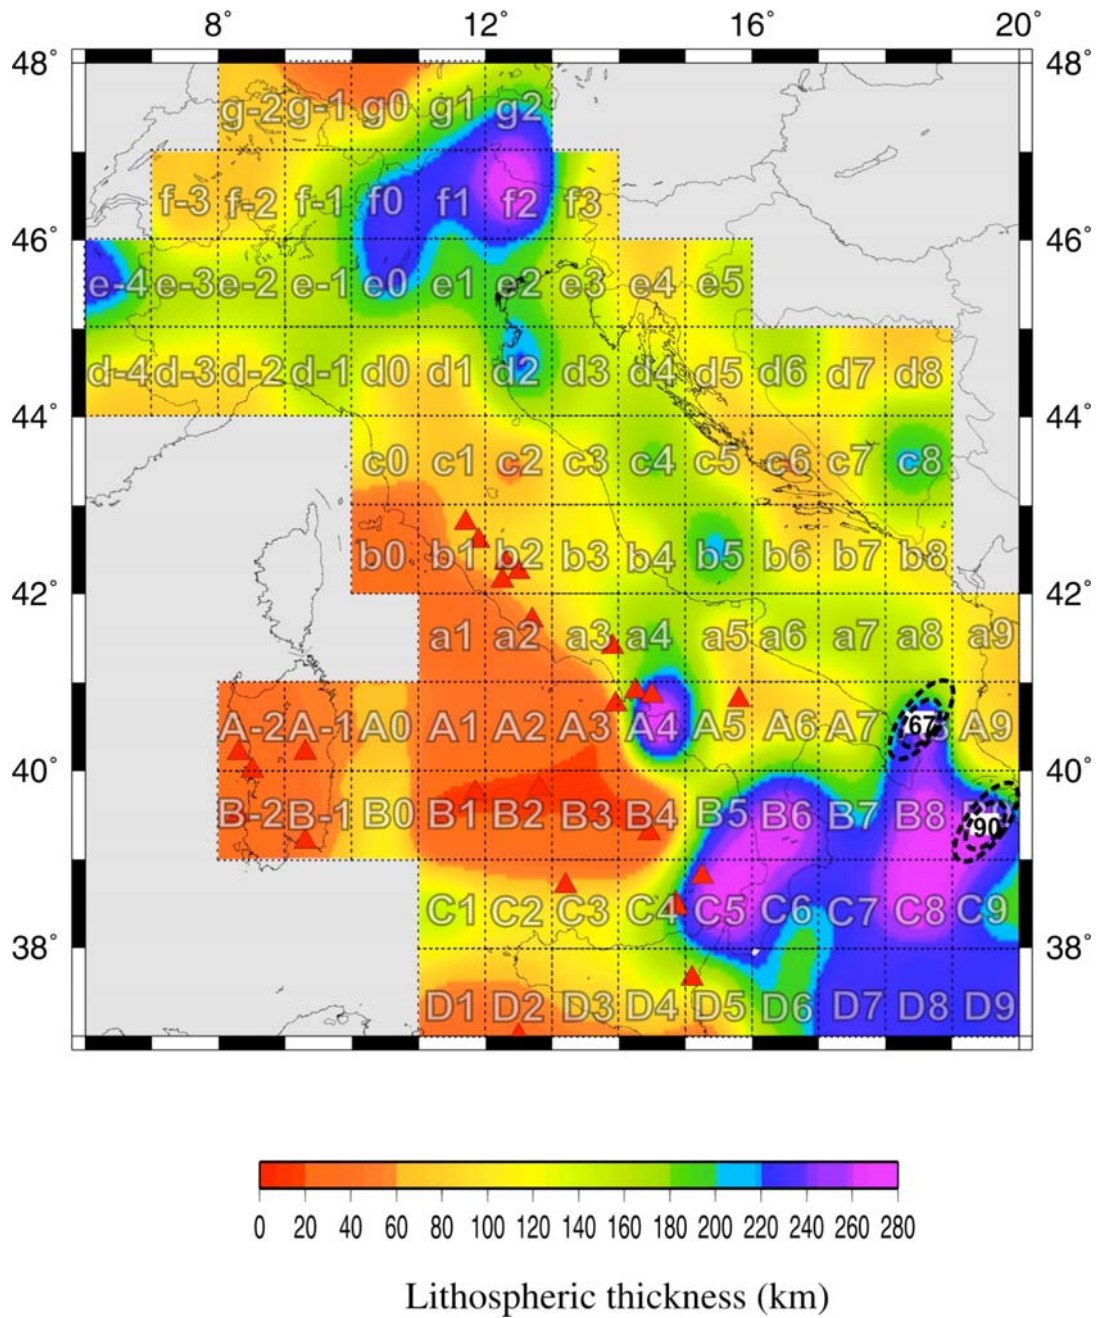 8° 12° 16° 20°
48° 48°
g-2 g-1 g0 g1 g2
f-3 f-2 f-1 f0 f1 f2 f3
46° 46°
e-4 e-3 e-2 e-1 e0 e1 e2 e3 e4 e5
d-4 d-3 d-2 d-1 d0 d1 d2 d3 d4 d5 d6 d7 d8
44° 44°
c0 c1 c2 c3 c4 c5 c6 c7 c8
b0 b1 b2 b3 b4 b5 b6 b7 b8
42° 42°
a1 a2 a3 a4 a5 a6 a7 a8 a9
A-2 A-1 A0 A1 A2 A3 A4 A5 A6 A7 67 A9
40° 40°
B-2 B-1 B0 B1 B2 B3 B4 B5 B6 B7 B8 90
C1 C2 C3 C4 C5 C6 C7 C8 C9
38° 38°
D1 D2 D3 D4 D5 D6 D7 D8 D9
0 20 40 60 80 100 120 140 160 180 200 220 240 260 280
Lithospheric thickness (km)